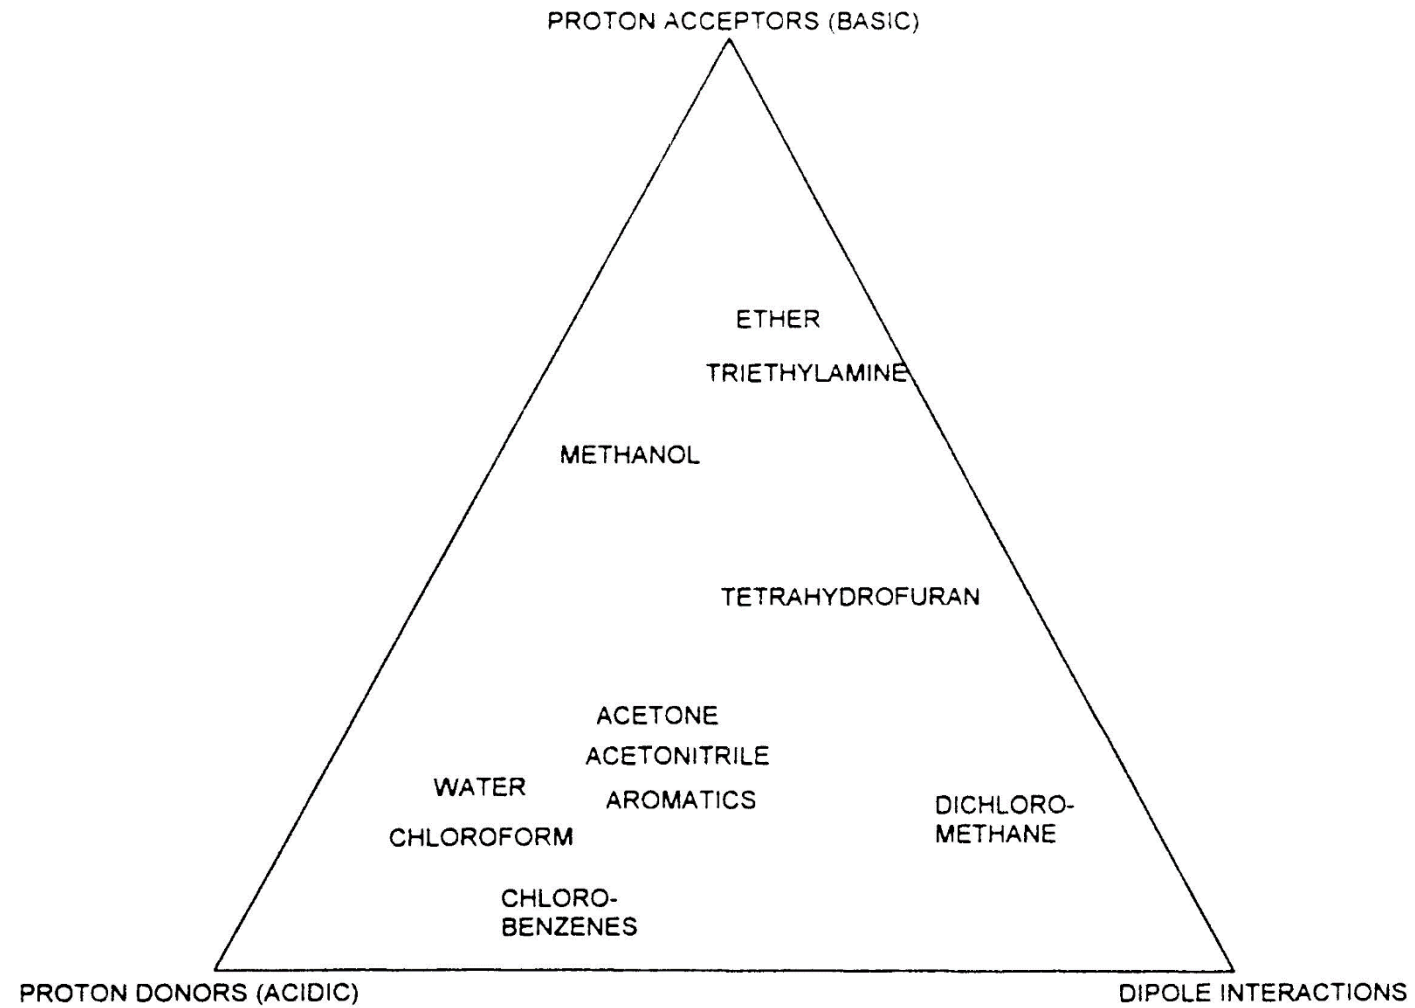 PROTON ACCEPTORS (BASIC)
ETHER
TRIETHYLAMINE
METHANOL
TETRAHYDROFURAN
ACETONE
ACETONITRILE
WATER
AROMATICS
DICHLORO-
METHANE
CHLOROFORM
CHLORO-
BENZENES
PROTON DONORS (ACIDIC)
DIPOLE INTERACTIONS